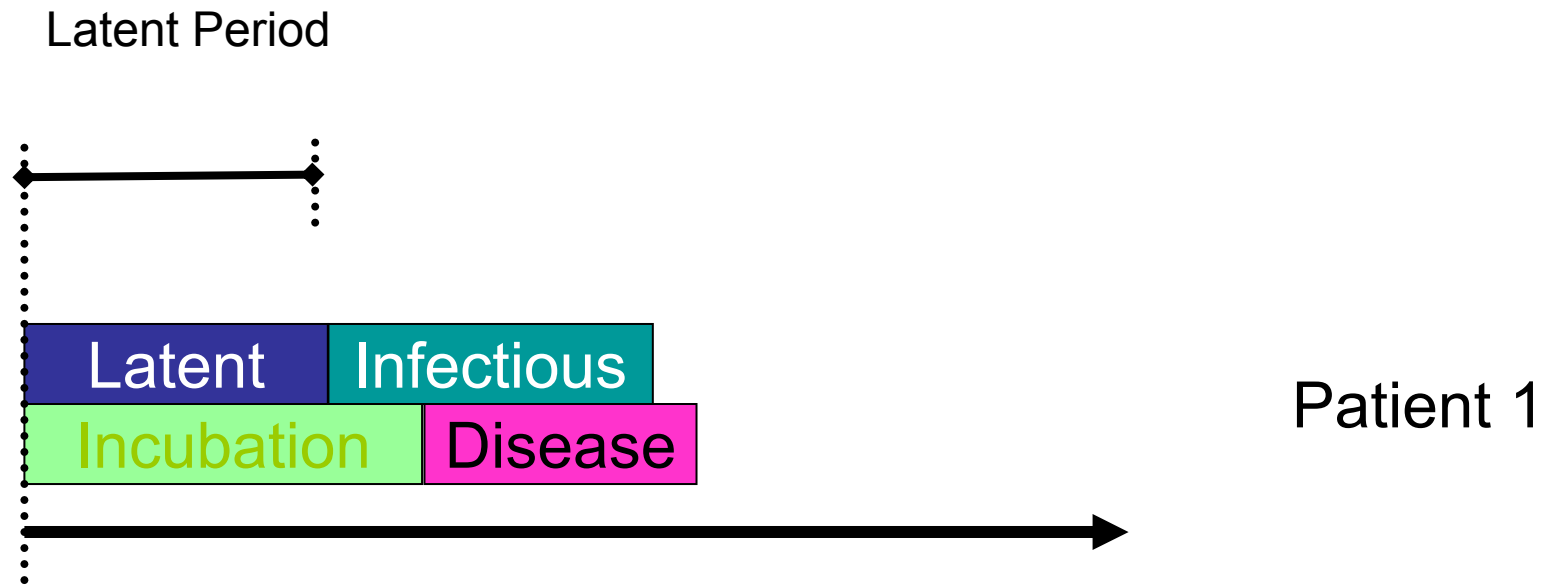 Latent Period
Latent Infectious
Patient 1
Incubation Disease